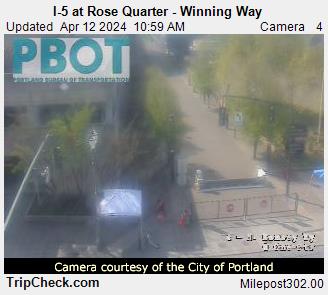 I-5 at Rose Quarter - Winning Way
Updated Apr 12 2024 10:59 AM Camera 4
PBOT
PORTLAND BUREAU OF TRANSPORTATION
Camera courtesy of the City of Portland
TripCheck.com Milepost302.00